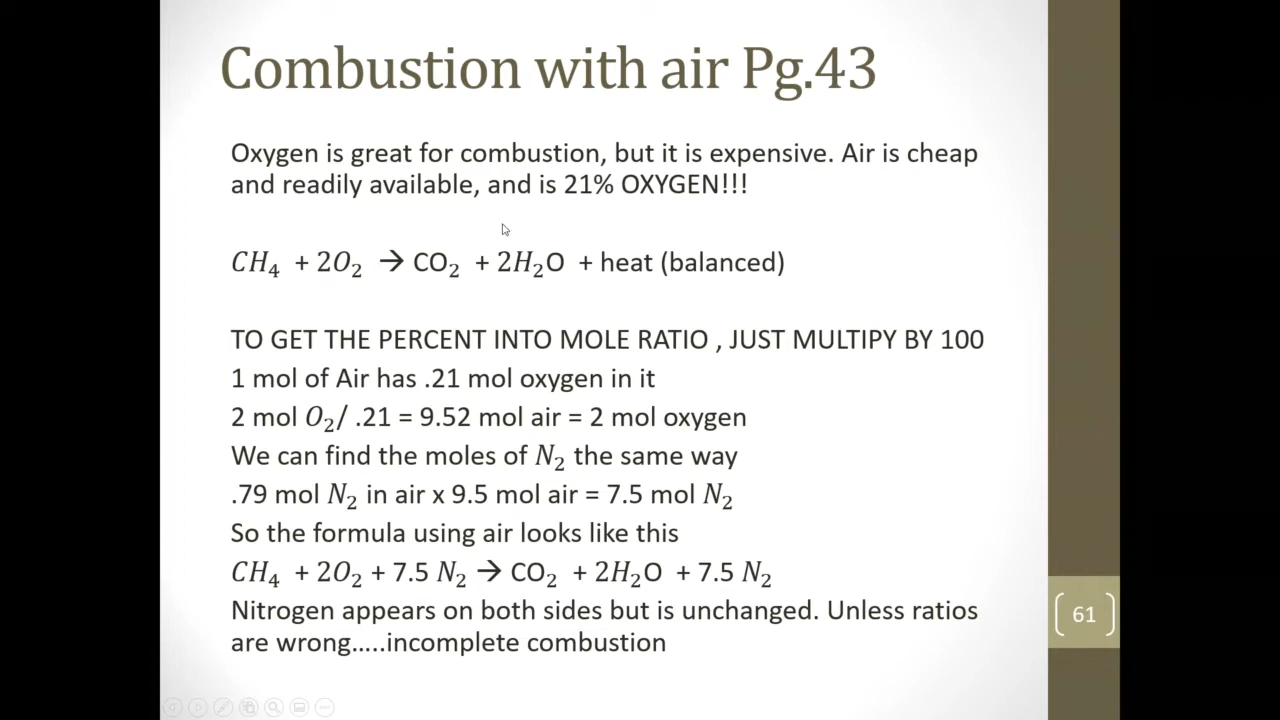 Combustion with air Pg.43
Oxygen is great for combustion, but it is expensive. Air is cheap
and readily available, and is 21% OXYGEN!!!
CH₄ + 2O₂ → CO₂ + 2H₂O + heat (balanced)
TO GET THE PERCENT INTO MOLE RATIO , JUST MULTIPY BY 100
1 mol of Air has .21 mol oxygen in it
2 mol O₂/ .21 = 9.52 mol air = 2 mol oxygen
We can find the moles of N₂ the same way
.79 mol N₂ in air x 9.5 mol air = 7.5 mol N₂
So the formula using air looks like this
CH₄ + 2O₂ + 7.5 N₂ → CO₂ + 2H₂O + 7.5 N₂
Nitrogen appears on both sides but is unchanged. Unless ratios
are wrong…..incomplete combustion
61